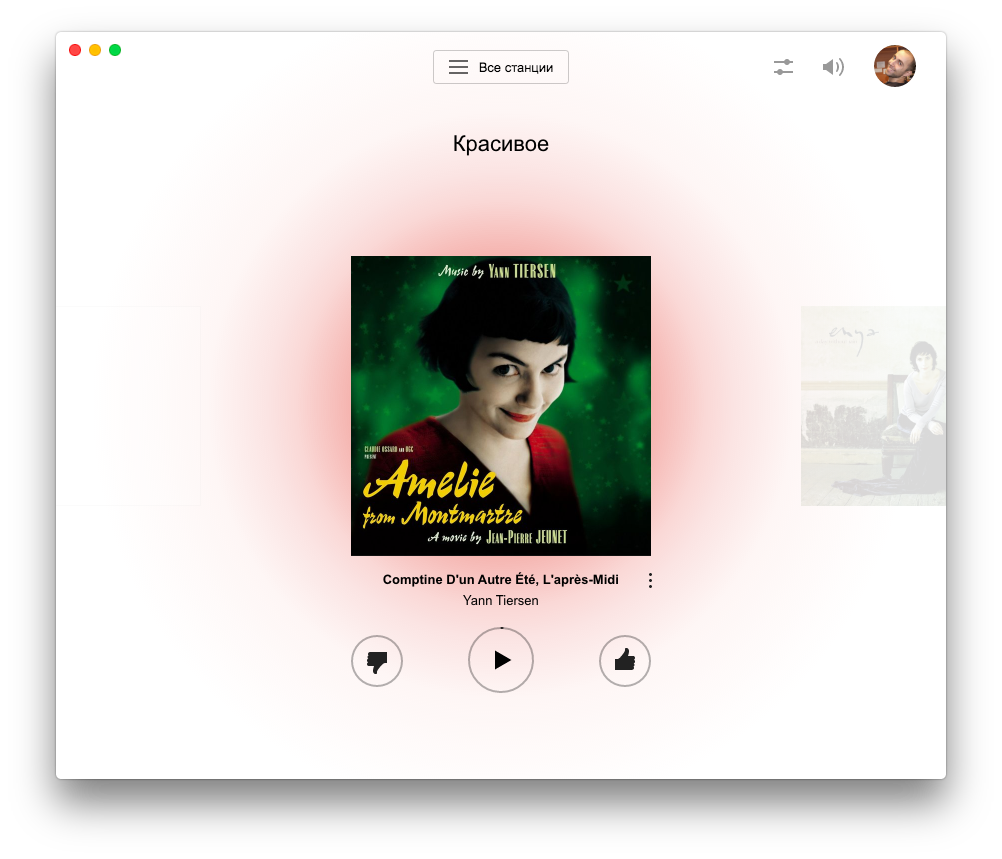 Все станции
Красивое
Music by YANN TIERSEN
CLAUDIE OSSARD AND UGC
PRESENT
Amelie
from Montmartre
A movie by JEAN-PIERRE JEUNET
enya
Comptine D'un Autre Été, L'après-Midi
Yann Tiersen